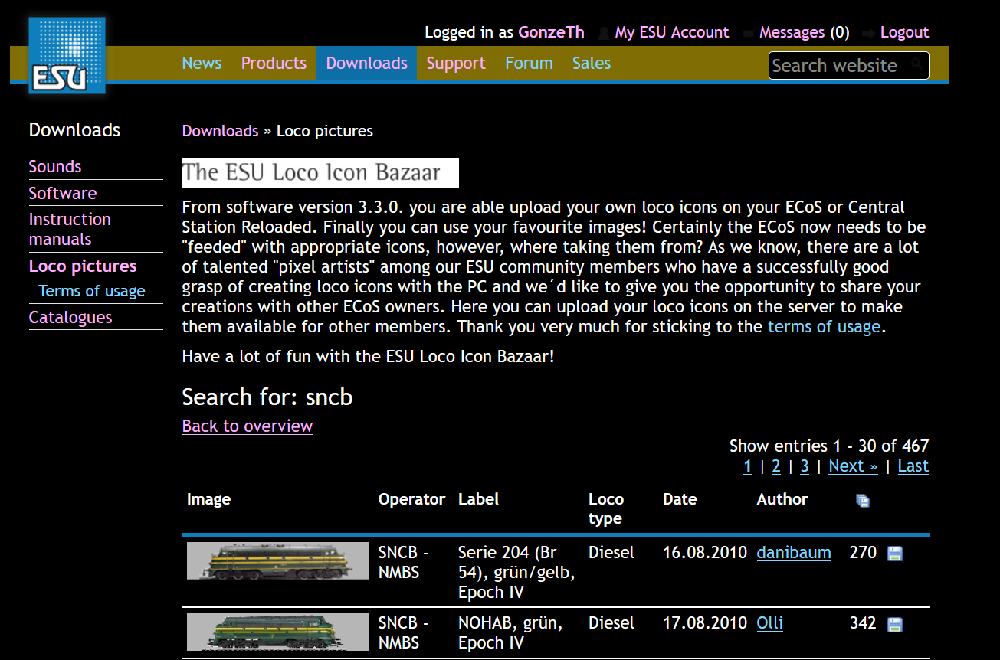 Logged in as GonzeTh My ESU Account Messages (0) Logout
ESU
News Products Downloads Support Forum Sales Search website
Downloads
Sounds
Software
Instruction
manuals
Loco pictures
Terms of usage
Catalogues
Downloads » Loco pictures
The ESU Loco Icon Bazaar
From software version 3.3.0. you are able upload your own loco icons on your ECoS or Central
Station Reloaded. Finally you can use your favourite images! Certainly the ECoS now needs to be
"feeded" with appropriate icons, however, where taking them from? As we know, there are a lot
of talented "pixel artists" among our ESU community members who have a successfully good
grasp of creating loco icons with the PC and we´d like to give you the opportunity to share your
creations with other ECoS owners. Here you can upload your loco icons on the server to make
them available for other members. Thank you very much for sticking to the terms of usage.
Have a lot of fun with the ESU Loco Icon Bazaar!
Search for: sncb
Back to overview
Show entries 1 - 30 of 467
1 | 2 | 3 | Next » | Last
Image Operator Label Loco Date Author
type
SNCB - Serie 204 (Br Diesel 16.08.2010 danibaum 270
NMBS 54), grün/gelb,
Epoch IV
SNCB - NOHAB, grün, Diesel 17.08.2010 Olli 342
NMBS Epoch IV